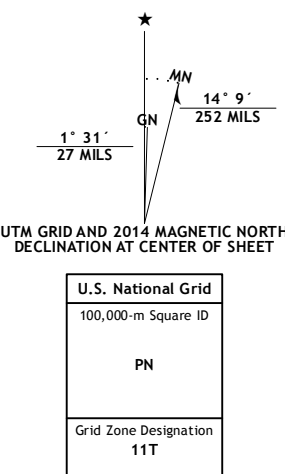 ★
MN
14° 9´
252 MILS
GN
1° 31´
27 MILS
UTM GRID AND 2014 MAGNETIC NORTH
DECLINATION AT CENTER OF SHEET
U.S. National Grid
100,000-m Square ID
PN
Grid Zone Designation
11T